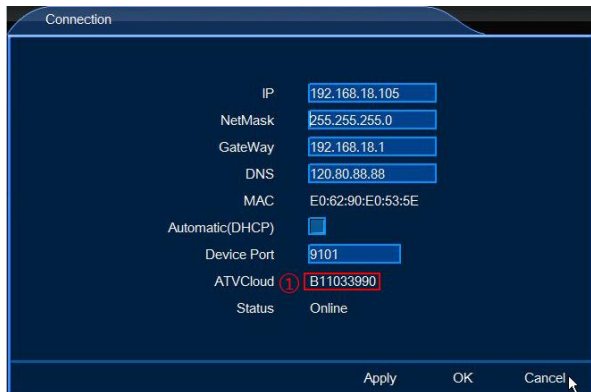 Connection
IP 192.168.18.105
NetMask 255.255.255.0
GateWay 192.168.18.1
DNS 120.80.88.88
MAC E0:62:90:E0:53:5E
Automatic(DHCP)
Device Port 9101
ATVCloud ① B11033990
Status Online
Apply OK Cancel